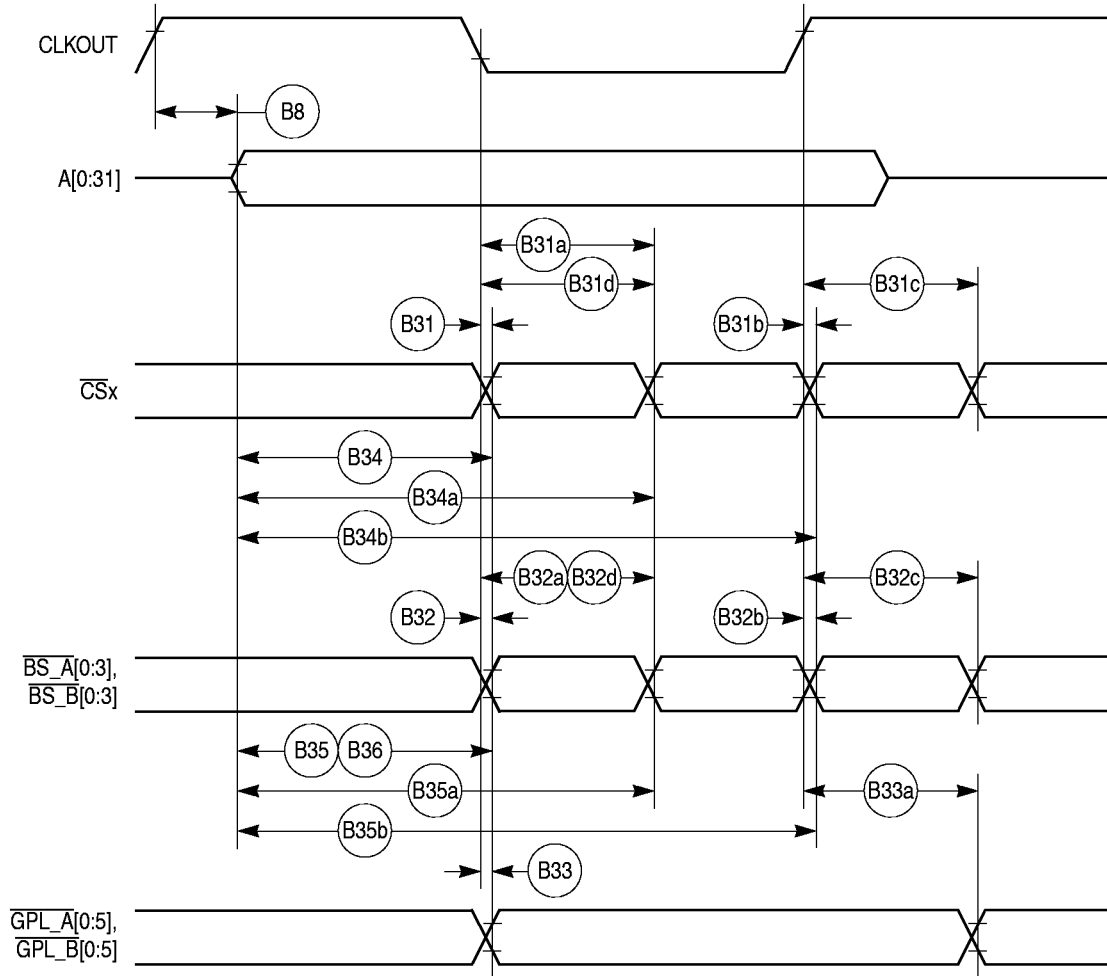 CLKOUT
B8
A[0:31]
B31a
B31d
B31c
B31
B31b
CSx
B34
B34a
B34b
B32a B32d
B32c
B32
B32b
BS_A[0:3],
BS_B[0:3]
B35 B36
B35a
B33a
B35b
B33
GPL_A[0:5],
GPL_B[0:5]